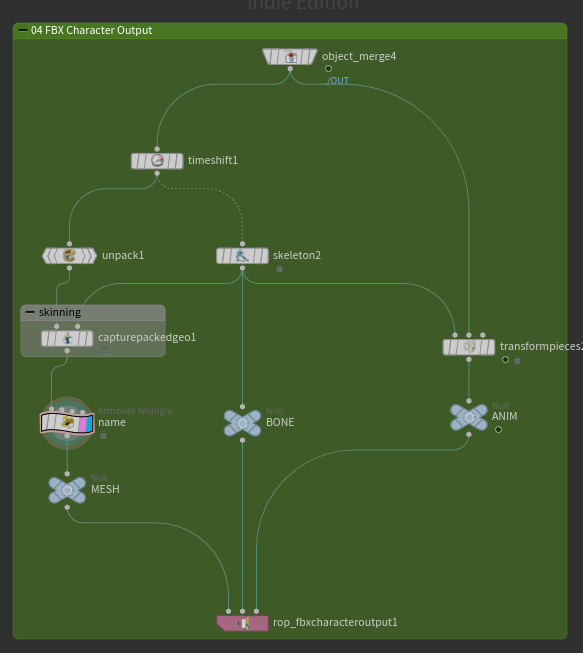 Indie Edition
04 FBX Character Output
object_merge4
../OUT
timeshift1
unpack1
skeleton2
skinning
capturepackedgeo1
transformpieces2
Attribute Wrangle
name
Null
BONE
Null
ANIM
Null
MESH
rop_fbxcharacteroutput1